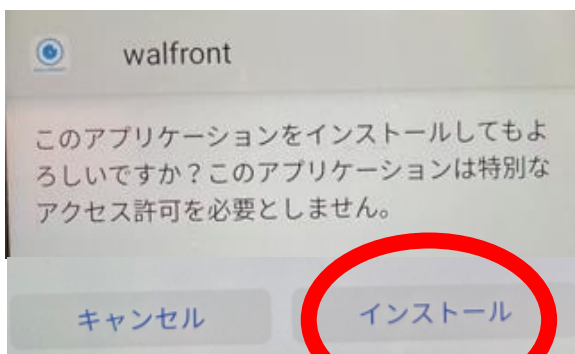 walfront
このアプリケーションをインストールしてもよ
ろしいですか？このアプリケーションは特別な
アクセス許可を必要としません。
キャンセル
インストール